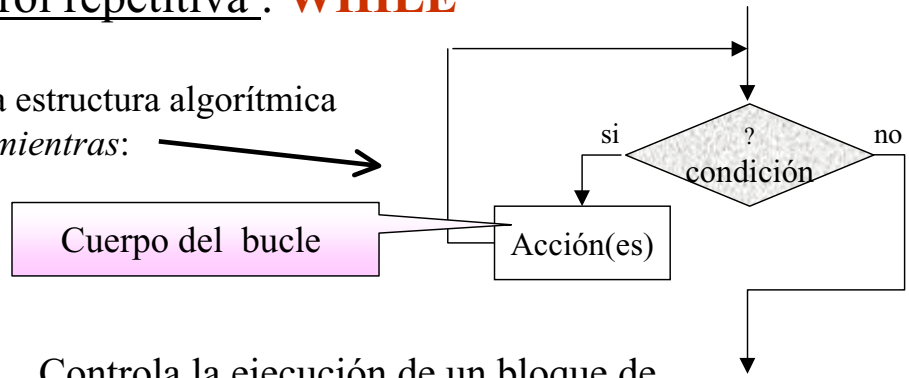 repetitiva : WHILE
a estructura algorítmica
mientras:
si
?
no
condición
Cuerpo del bucle
Acción(es)
Controla la ejecución de un bloque de